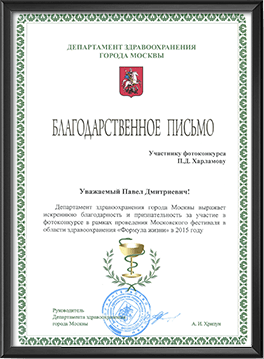 ДЕПАРТАМЕНТ ЗДРАВООХРАНЕНИЯ
ГОРОДА МОСКВЫ
БЛАГОДАРСТВЕННОЕ ПИСЬМО
Участнику фотоконкурса
П.Д. Харламову
Уважаемый Павел Дмитриевич!
Департамент здравоохранения города Москвы выражает
искреннюю благодарность и признательность за участие в
фотоконкурсе в рамках проведения Московского фестиваля в
области здравоохранения «Формула жизни» в 2015 году
Руководитель
Департамента здравоохранения
города Москвы
А. И. Хрипун